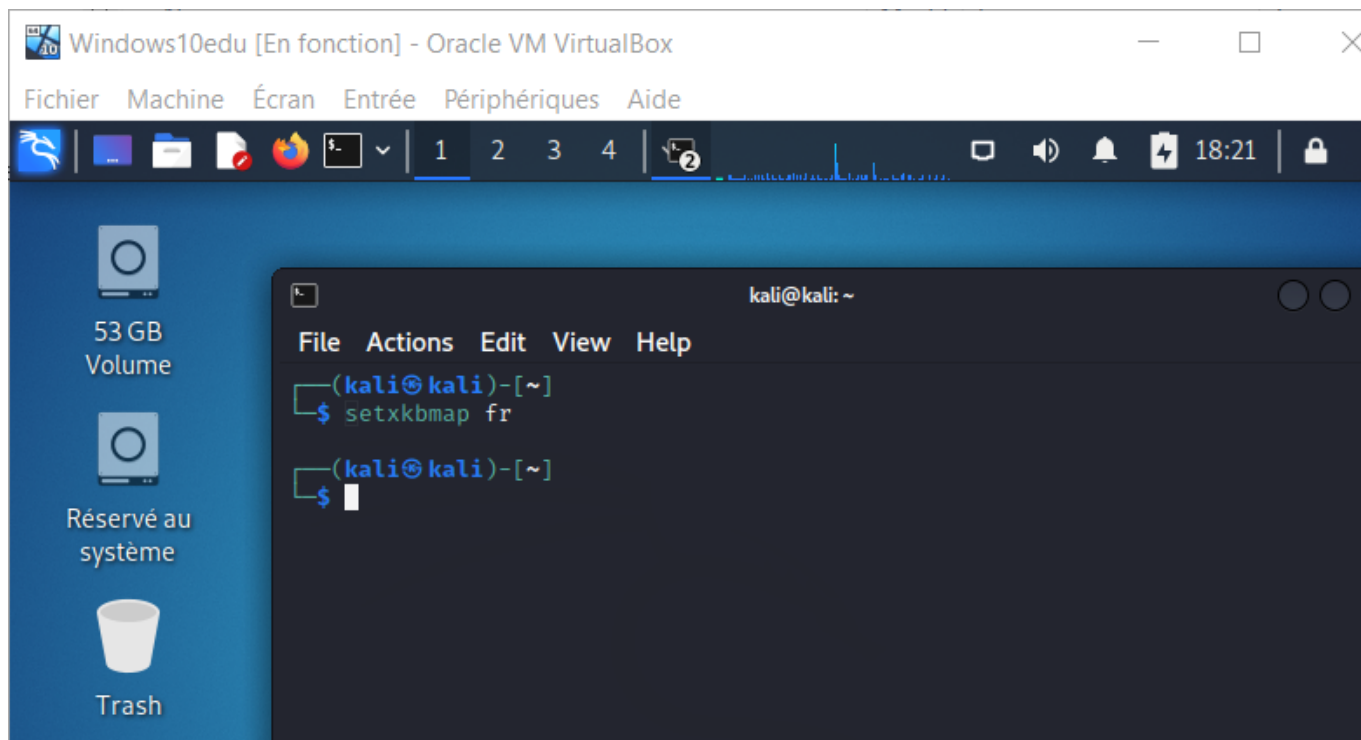 Windows10edu [En fonction] - Oracle VM VirtualBox
Fichier Machine Écran Entrée Périphériques Aide
1 2 3 4 2 18:21
53 GB
Volume
Réservé au
système
Trash
kali@kali: ~
File Actions Edit View Help
┌──(kali㉿kali)-[~]
└─$ setxkbmap fr
┌──(kali㉿kali)-[~]
└─$